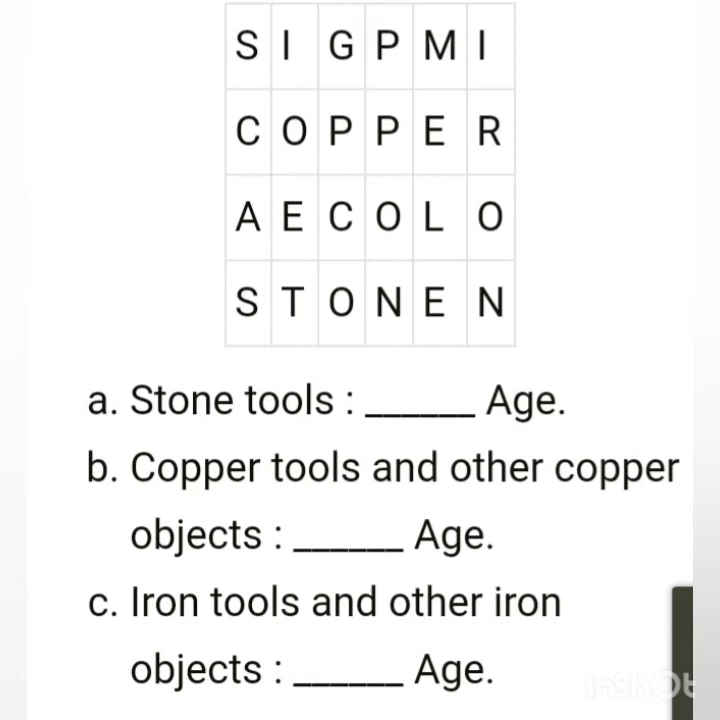 S I G P M I
C O P P E R
A E C O L O
S T O N E N
a. Stone tools : ______ Age.
b. Copper tools and other copper
objects : ______ Age.
c. Iron tools and other iron
objects : ______ Age.
InShOt